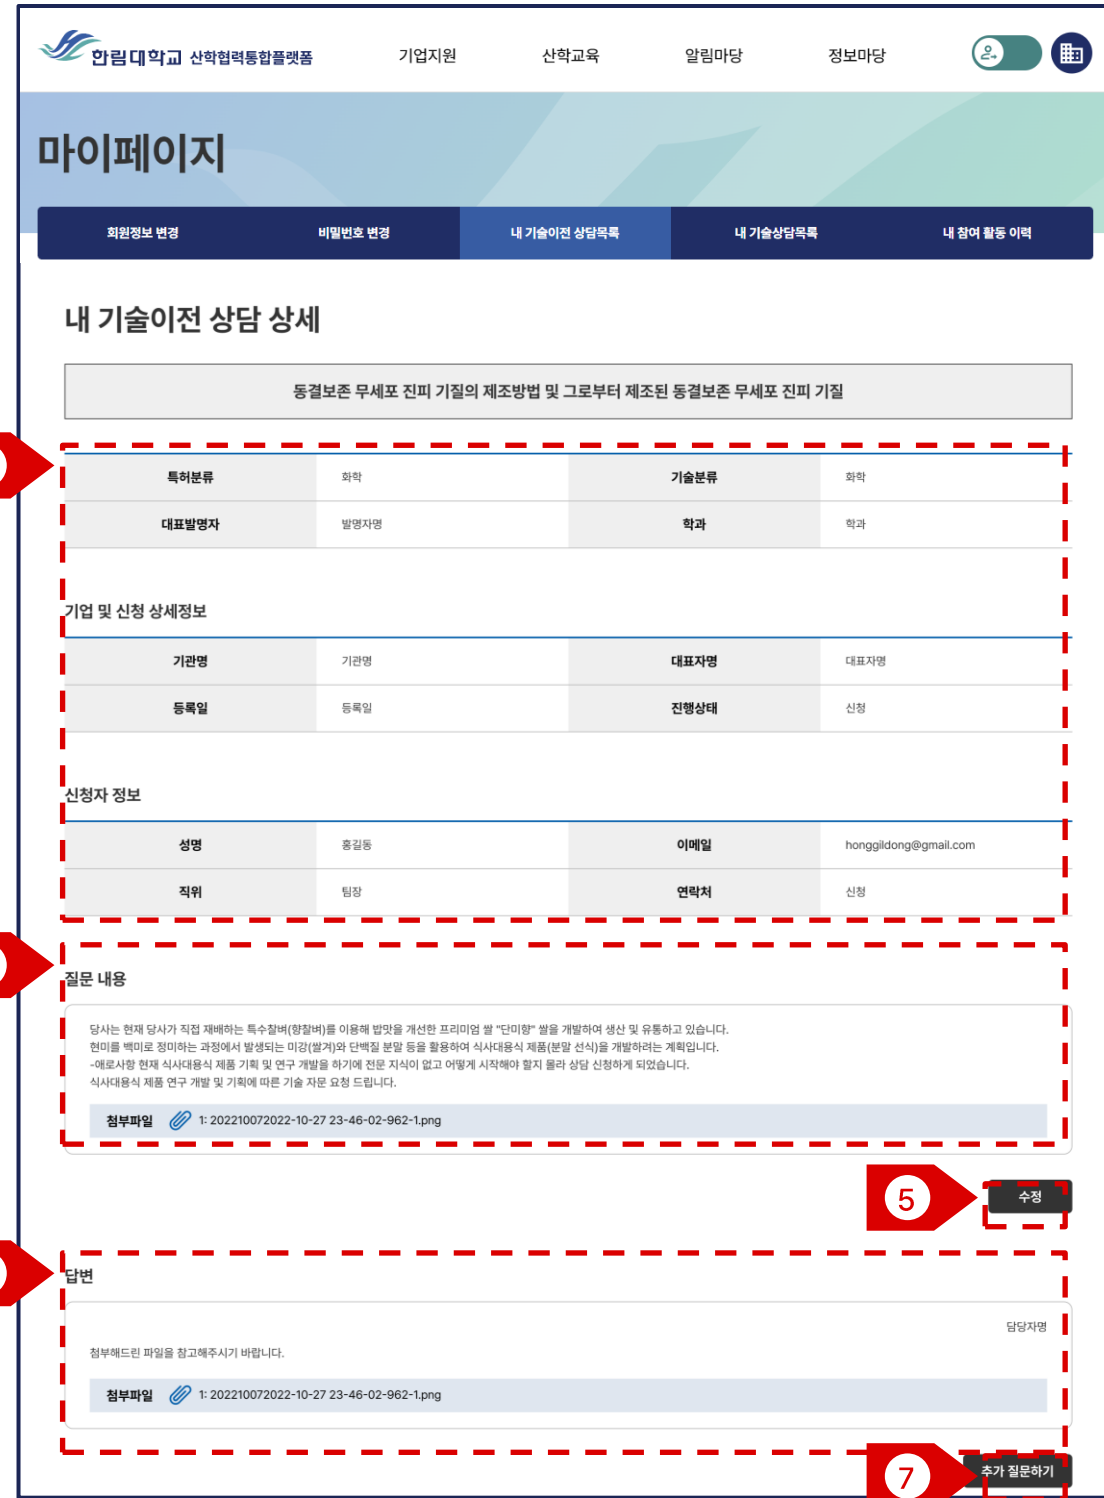 한림대학교 산학협력통합플랫폼
기업지원 산학교육 알림마당 정보마당
마이페이지
회원정보 변경 비밀번호 변경 내 기술이전 상담목록 내 기술상담목록 내 참여 활동 이력
내 기술이전 상담 상세
동결보존 무세포 진피 기질의 제조방법 및 그로부터 제조된 동결보존 무세포 진피 기질
특허분류 화학 기술분류 화학
대표발명자 발명자명 학과 학과
기업 및 신청 상세정보
기관명 기관명 대표자명 대표자명
등록일 등록일 진행상태 신청
신청자 정보
성명 홍길동 이메일 honggildong@gmail.com
직위 팀장 연락처 신청
질문 내용
당사는 현재 당사가 직접 재배하는 특수찰벼(향찰벼)를 이용해 밥맛을 개선한 프리미엄 쌀 "단미향" 쌀을 개발하여 생산 및 유통하고 있습니다.
현미를 백미로 정미하는 과정에서 발생되는 미강(쌀겨)와 단백질 분말 등을 활용하여 식사대용식 제품(분말 선식)을 개발하려는 계획입니다.
-애로사항 현재 식사대용식 제품 기획 및 연구 개발을 하기에 전문 지식이 없고 어떻게 시작해야 할지 몰라 상담 신청하게 되었습니다.
식사대용식 제품 연구 개발 및 기획에 따른 기술 자문 요청 드립니다.
첨부파일 1: 202210072022-10-27 23-46-02-962-1.png
5 수정
답변
담당자명
첨부해드린 파일을 참고해주시기 바랍니다.
첨부파일 1: 202210072022-10-27 23-46-02-962-1.png
7 추가 질문하기